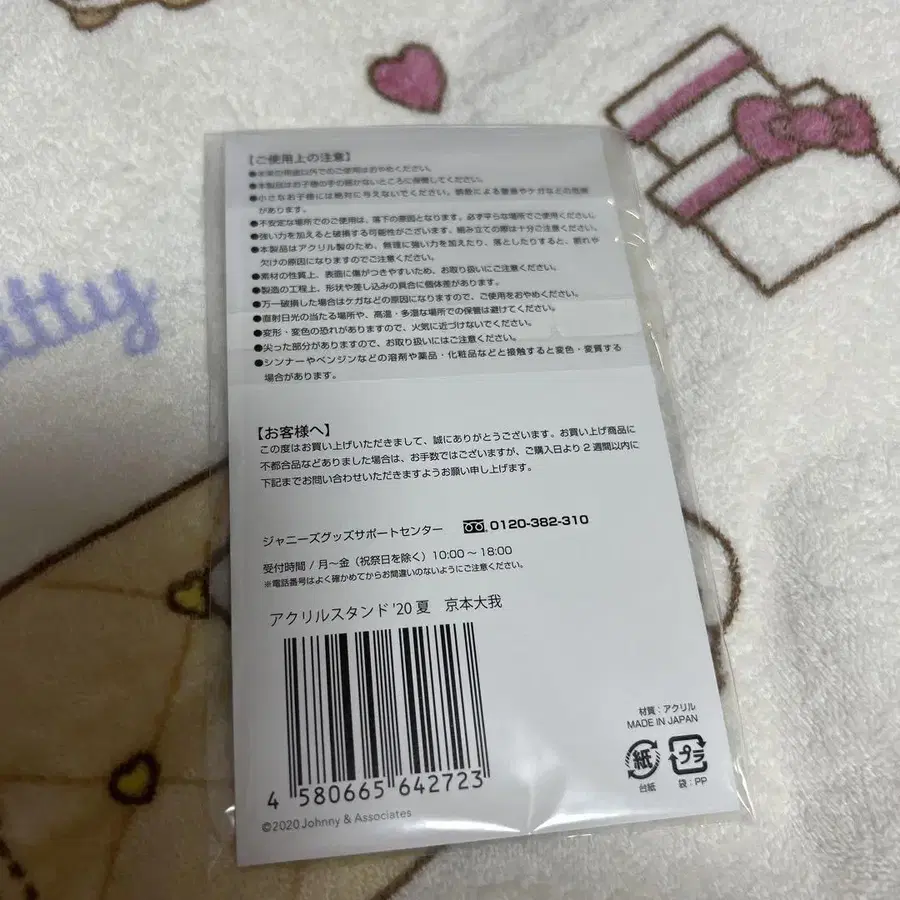 【ご使用上の注意】
●本来の用途以外でのご使用はおやめください。
●本製品はお子様の手の届かないところに保管してください。
●小さなお子様には絶対に与えないでください。誤飲による窒息やケガなどの危険
があります。
●不安定な場所でのご使用は、落下の原因となります。必ず平らな場所でご使用ください。
●強い力を加えると破損する可能性がございます。組み立ての際は十分ご注意ください。
●本製品はアクリル製のため、無理に強い力を加えたり、落としたりすると、割れや
欠けの原因になりますのでご注意ください。
●素材の性質上、表面に傷がつきやすいため、お取り扱いにご注意ください。
●製造の工程上、形状や差し込みの具合に個体差があります。
●万一破損した場合はケガなどの原因になりますので、ご使用をおやめください。
●直射日光の当たる場所や、高温・多湿な場所での保管は避けてください。
●変形・変色の恐れがありますので、火気に近づけないでください。
●尖った部分がありますので、お取り扱いにはご注意ください。
●シンナーやベンジンなどの溶剤や薬品・化粧品などと接触すると変色・変質する
場合があります。
【お客様へ】
この度はお買い上げいただきまして、誠にありがとうございます。お買い上げ商品に
不都合品などありました場合は、お手数ではございますが、ご購入日より2週間以内に
下記までお問い合わせいただきますようお願い申し上げます。
ジャニーズグッズサポートセンター 0120-382-310
受付時間 / 月～金（祝祭日を除く）10:00～18:00
※電話番号はよく確かめてからお間違いのないようにご注意ください。
アクリルスタンド '20 夏 京本大我
4 580665 642723
©2020 Johnny & Associates
材質：アクリル
MADE IN JAPAN
紙 プラ
台紙 袋：PP
itty